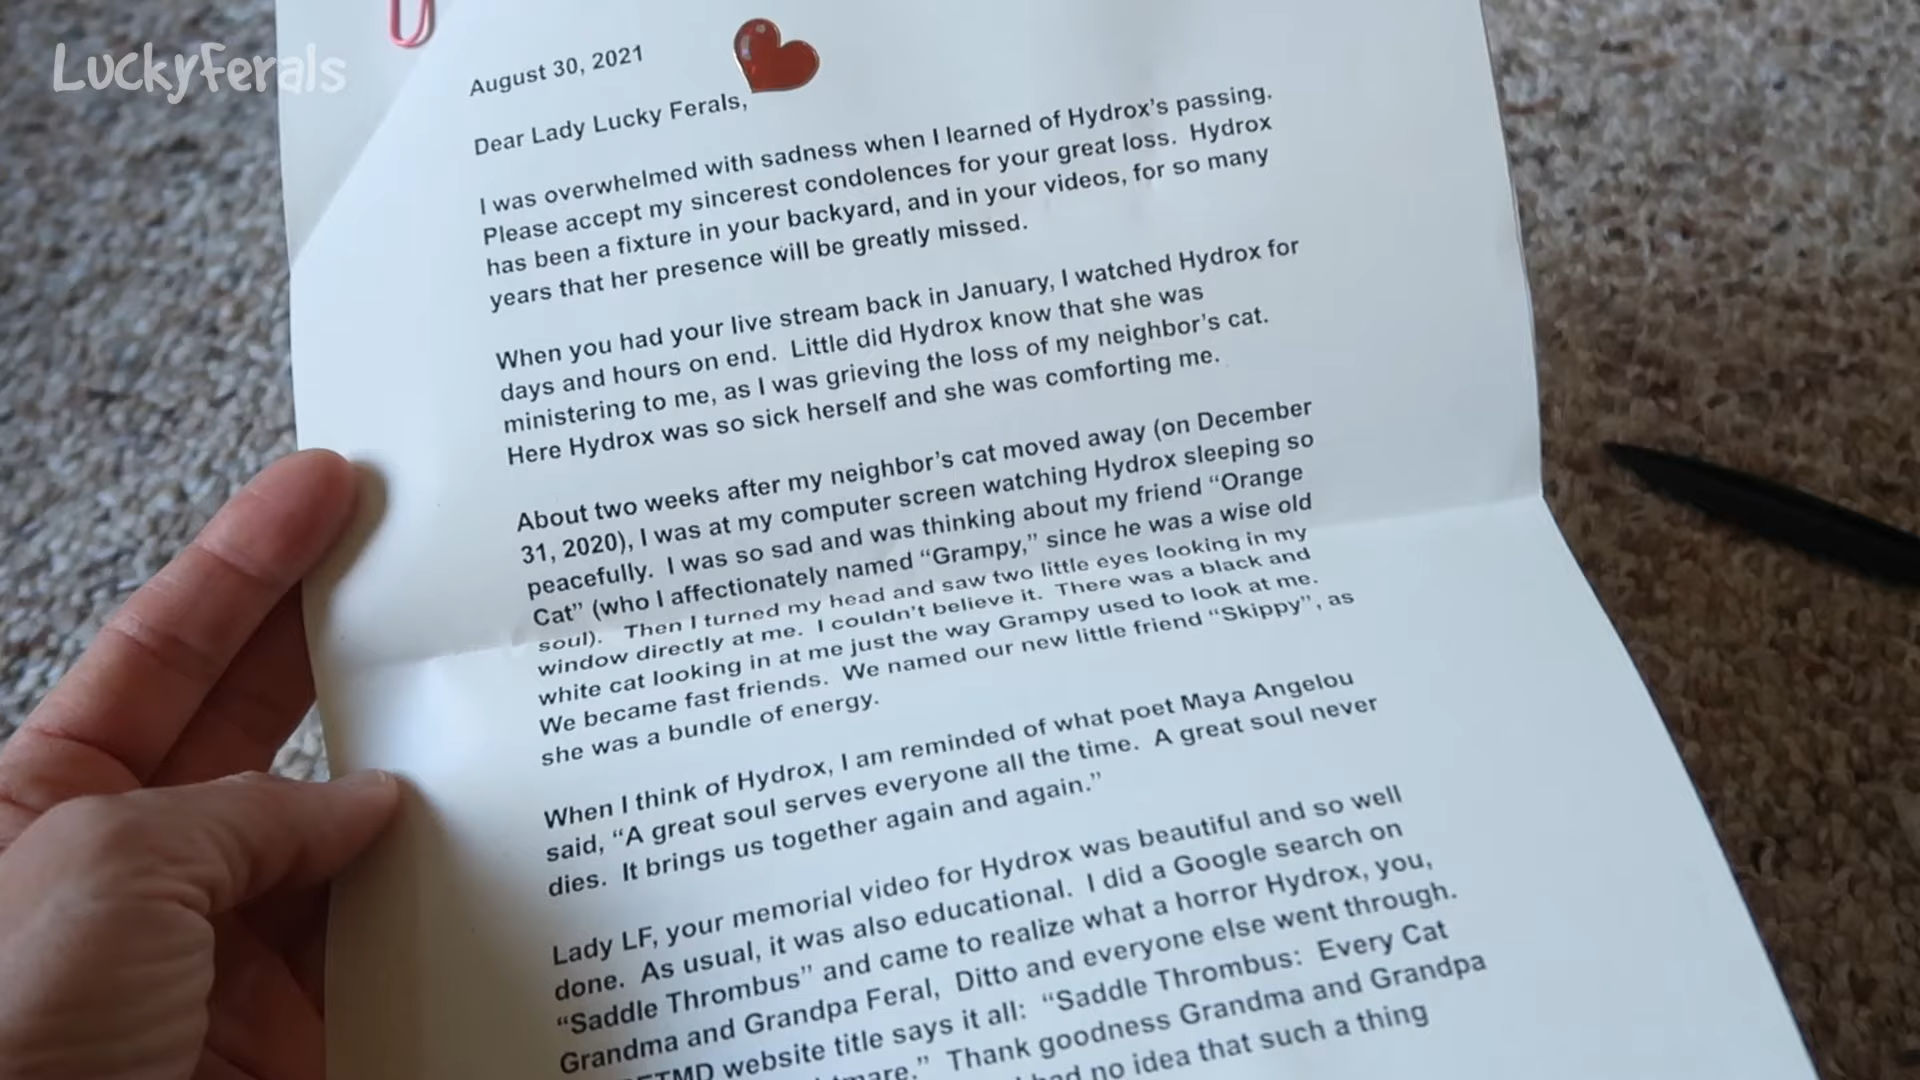 LuckyFerals
August 30, 2021
Dear Lady Lucky Ferals,
I was overwhelmed with sadness when I learned of Hydrox's passing.
Please accept my sincerest condolences for your great loss. Hydrox
has been a fixture in your backyard, and in your videos, for so many
years that her presence will be greatly missed.
When you had your live stream back in January, I watched Hydrox for
days and hours on end. Little did Hydrox know that she was
ministering to me, as I was grieving the loss of my neighbor's cat.
Here Hydrox was so sick herself and she was comforting me.
About two weeks after my neighbor's cat moved away (on December
31, 2020), I was at my computer screen watching Hydrox sleeping so
peacefully. I was so sad and was thinking about my friend “Orange
Cat” (who I affectionately named “Grampy,” since he was a wise old
soul). Then I turned my head and saw two little eyes looking in my
window directly at me. I couldn't believe it. There was a black and
white cat looking in at me just the way Grampy used to look at me.
We became fast friends. We named our new little friend “Skippy”, as
she was a bundle of energy.
When I think of Hydrox, I am reminded of what poet Maya Angelou
said, “A great soul serves everyone all the time. A great soul never
dies. It brings us together again and again.”
Lady LF, your memorial video for Hydrox was beautiful and so well
done. As usual, it was also educational. I did a Google search on
“Saddle Thrombus” and came to realize what a horror Hydrox, you,
Grandma and Grandpa Feral, Ditto and everyone else went through.
website title says it all: “Saddle Thrombus: Every Cat
Thank goodness Grandma and Grandpa
no idea that such a thing